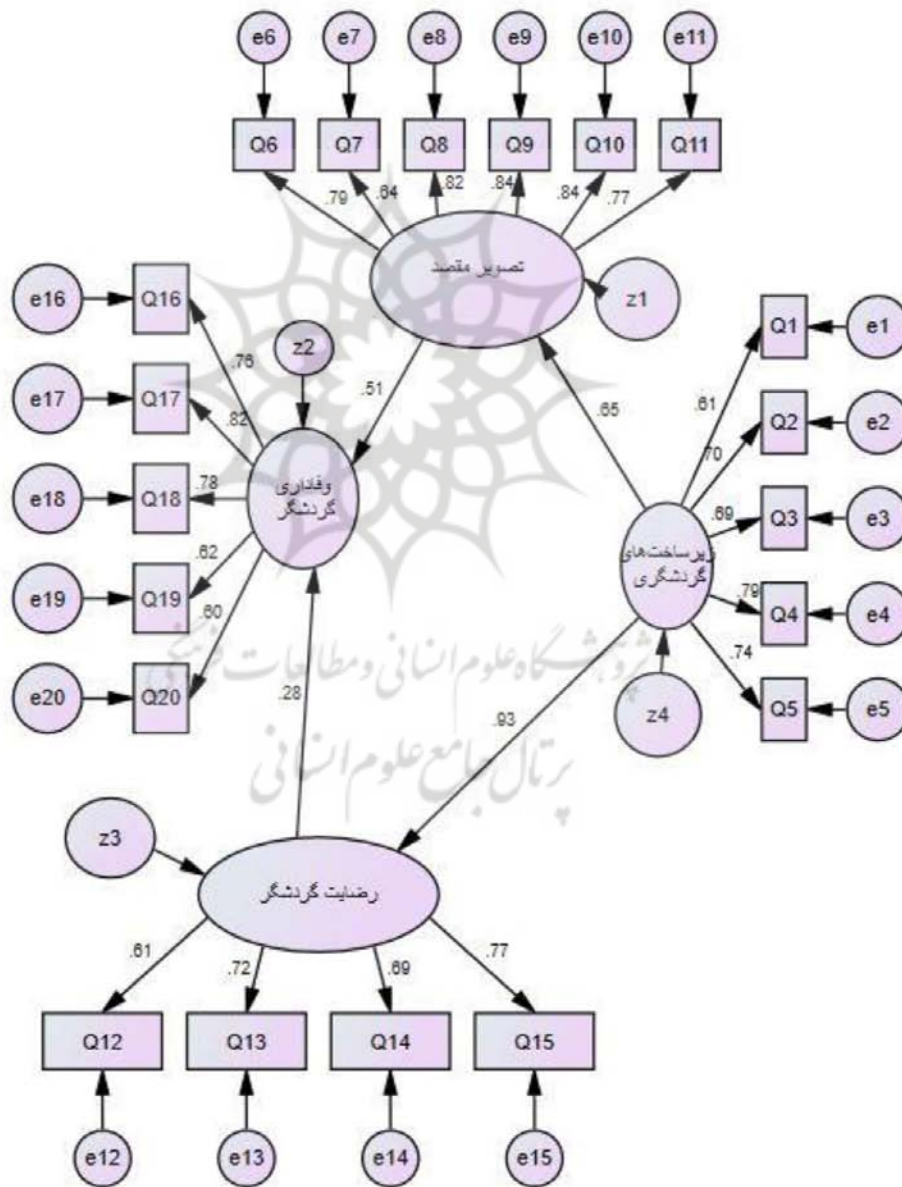 e6 e7 e8 e9 e10 e11
Q6 Q7 Q8 Q9 Q10 Q11
.79 .64 .82 .84 .84 .77
تصویر مقصد
z1
e16 Q16
z2
Q1 e1
.76
.51
.65
.61
e17 Q17
.82
Q2 e2
.70
e18 Q18
.78
وفاداری
گردشگر
.69
Q3 e3
زیرساخت‌های
گردشگری
e19 Q19
.62
.79
Q4 e4
.60
.74
پژوهشگاه علوم انسانی و مطالعات فرهنگی
e20 Q20
.28
.93
z4
Q5 e5
پرتال جامع علوم انسانی
z3
رضایت گردشگر
.61 .72 .69 .77
Q12 Q13 Q14 Q15
e12 e13 e14 e15